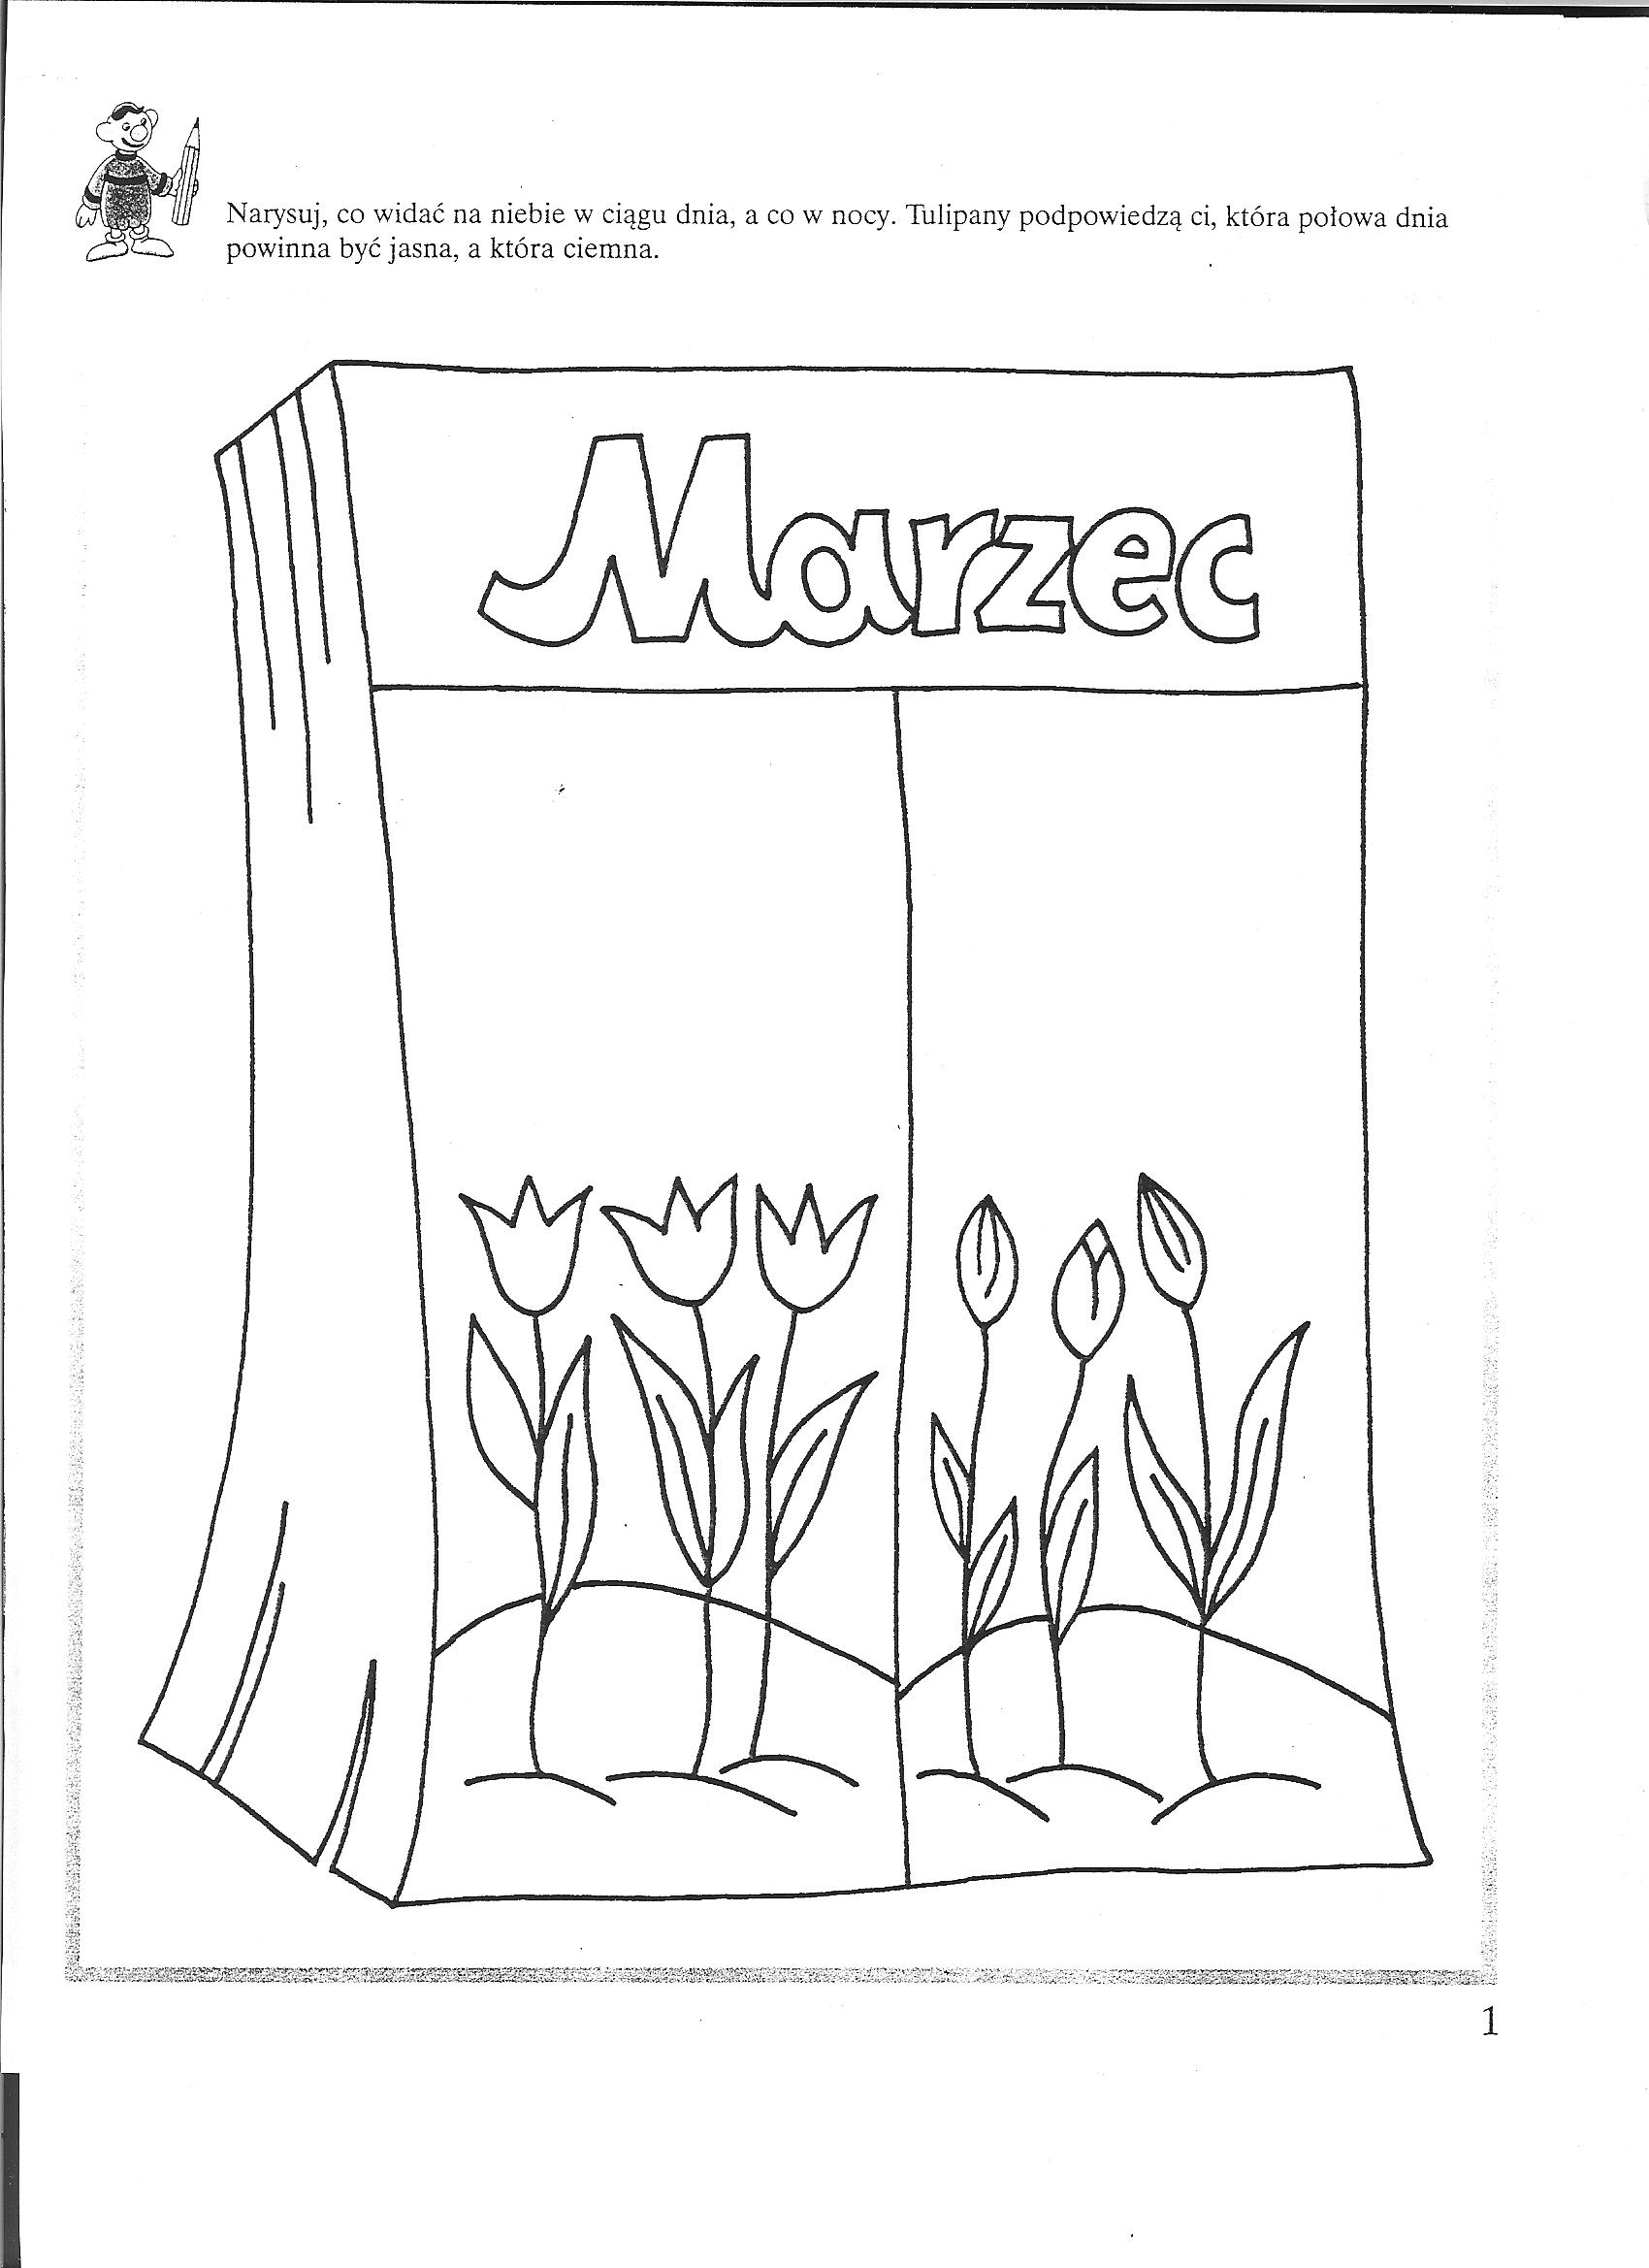 Narysuj, co widać na niebie w ciągu dnia, a co w nocy. Tulipany podpowiedzą ci, która połowa dnia
powinna być jasna, a która ciemna.
Marzec
1